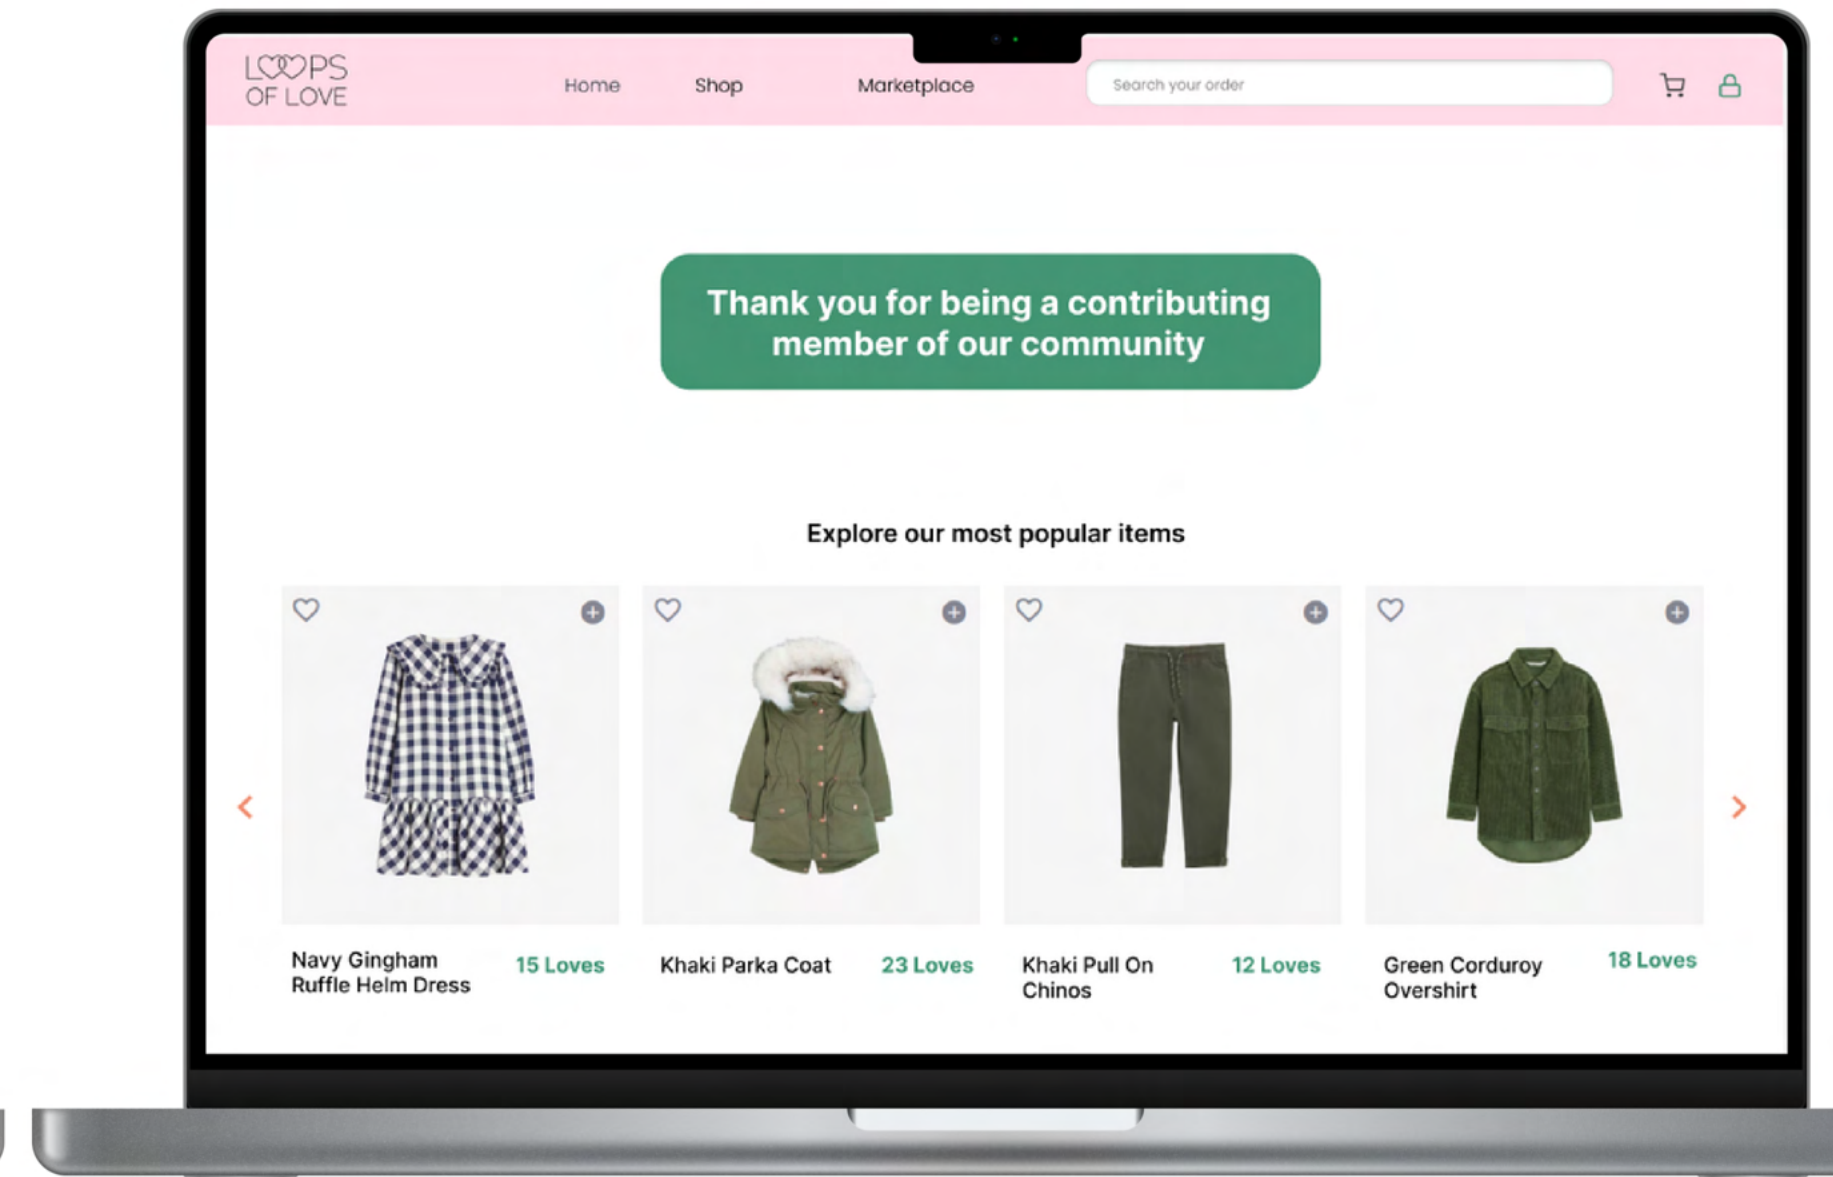 LOOPS
OF LOVE
Home
Shop
Marketplace
Search your order
Thank you for being a contributing
member of our community
Explore our most popular items
Navy Gingham
Ruffle Helm Dress
15 Loves
Khaki Parka Coat
23 Loves
Khaki Pull On
Chinos
12 Loves
Green Corduroy
Overshirt
18 Loves